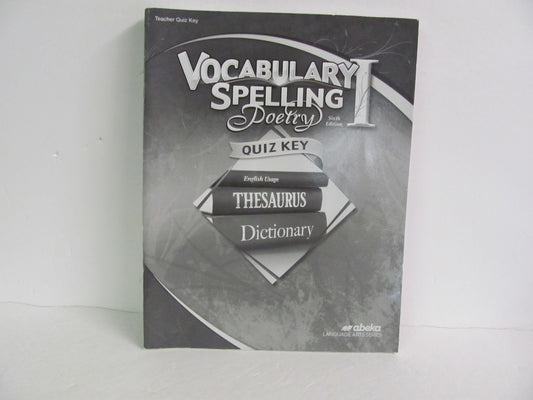 Teacher Quiz Key
VOCABULARY I
SPELLING
Poetry Sixth Edition
QUIZ KEY
English Usage
THESAURUS
Dictionary
abeka
LANGUAGE ARTS SERIES